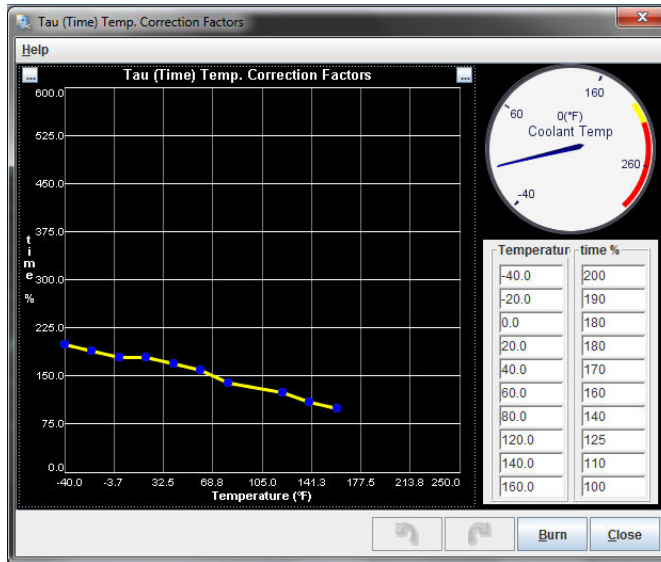 Tau (Time) Temp. Correction Factors
x
Help
...
Tau (Time) Temp. Correction Factors
...
600.0
525.0
450.0
375.0
300.0
225.0
150.0
75.0
0.0
time %
-40.0 -3.7 32.5 68.8 105.0 141.3 177.5 213.8 250.0
Temperature (°F)
160
60
0(°F)
Coolant Temp
260
-40
Temperatur time %
-40.0 200
-20.0 190
0.0 180
20.0 180
40.0 170
60.0 160
80.0 140
120.0 125
140.0 110
160.0 100
Burn Close